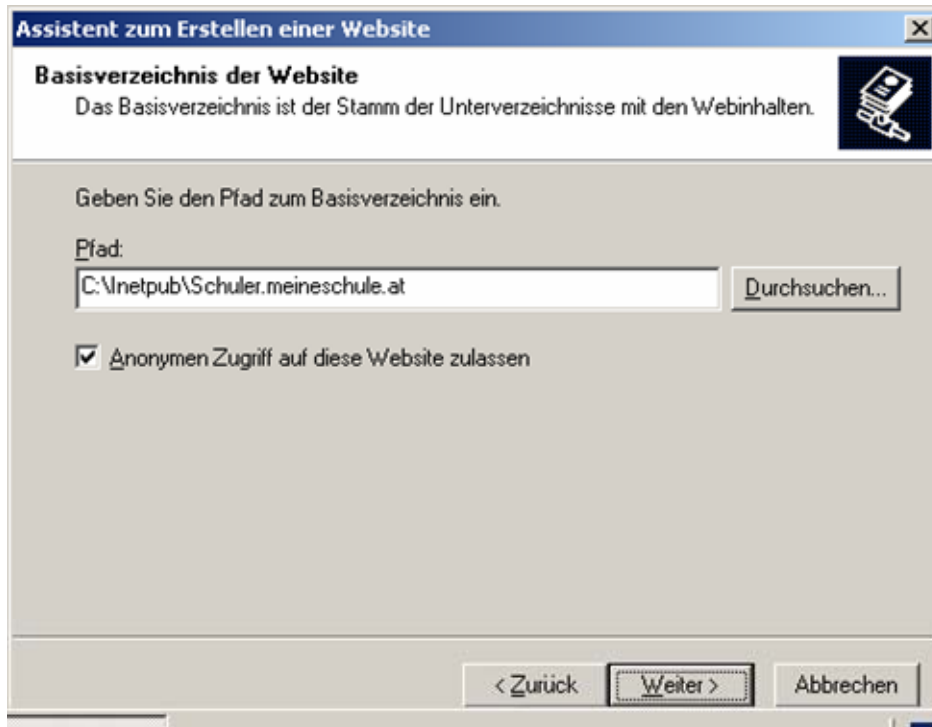 Assistent zum Erstellen einer Website
Basisverzeichnis der Website
Das Basisverzeichnis ist der Stamm der Unterverzeichnisse mit den Webinhalten.
Geben Sie den Pfad zum Basisverzeichnis ein.
Pfad:
C:\Inetpub\Schuler.meineschule.at
Durchsuchen...
Anonymen Zugriff auf diese Website zulassen
< Zurück
Weiter >
Abbrechen